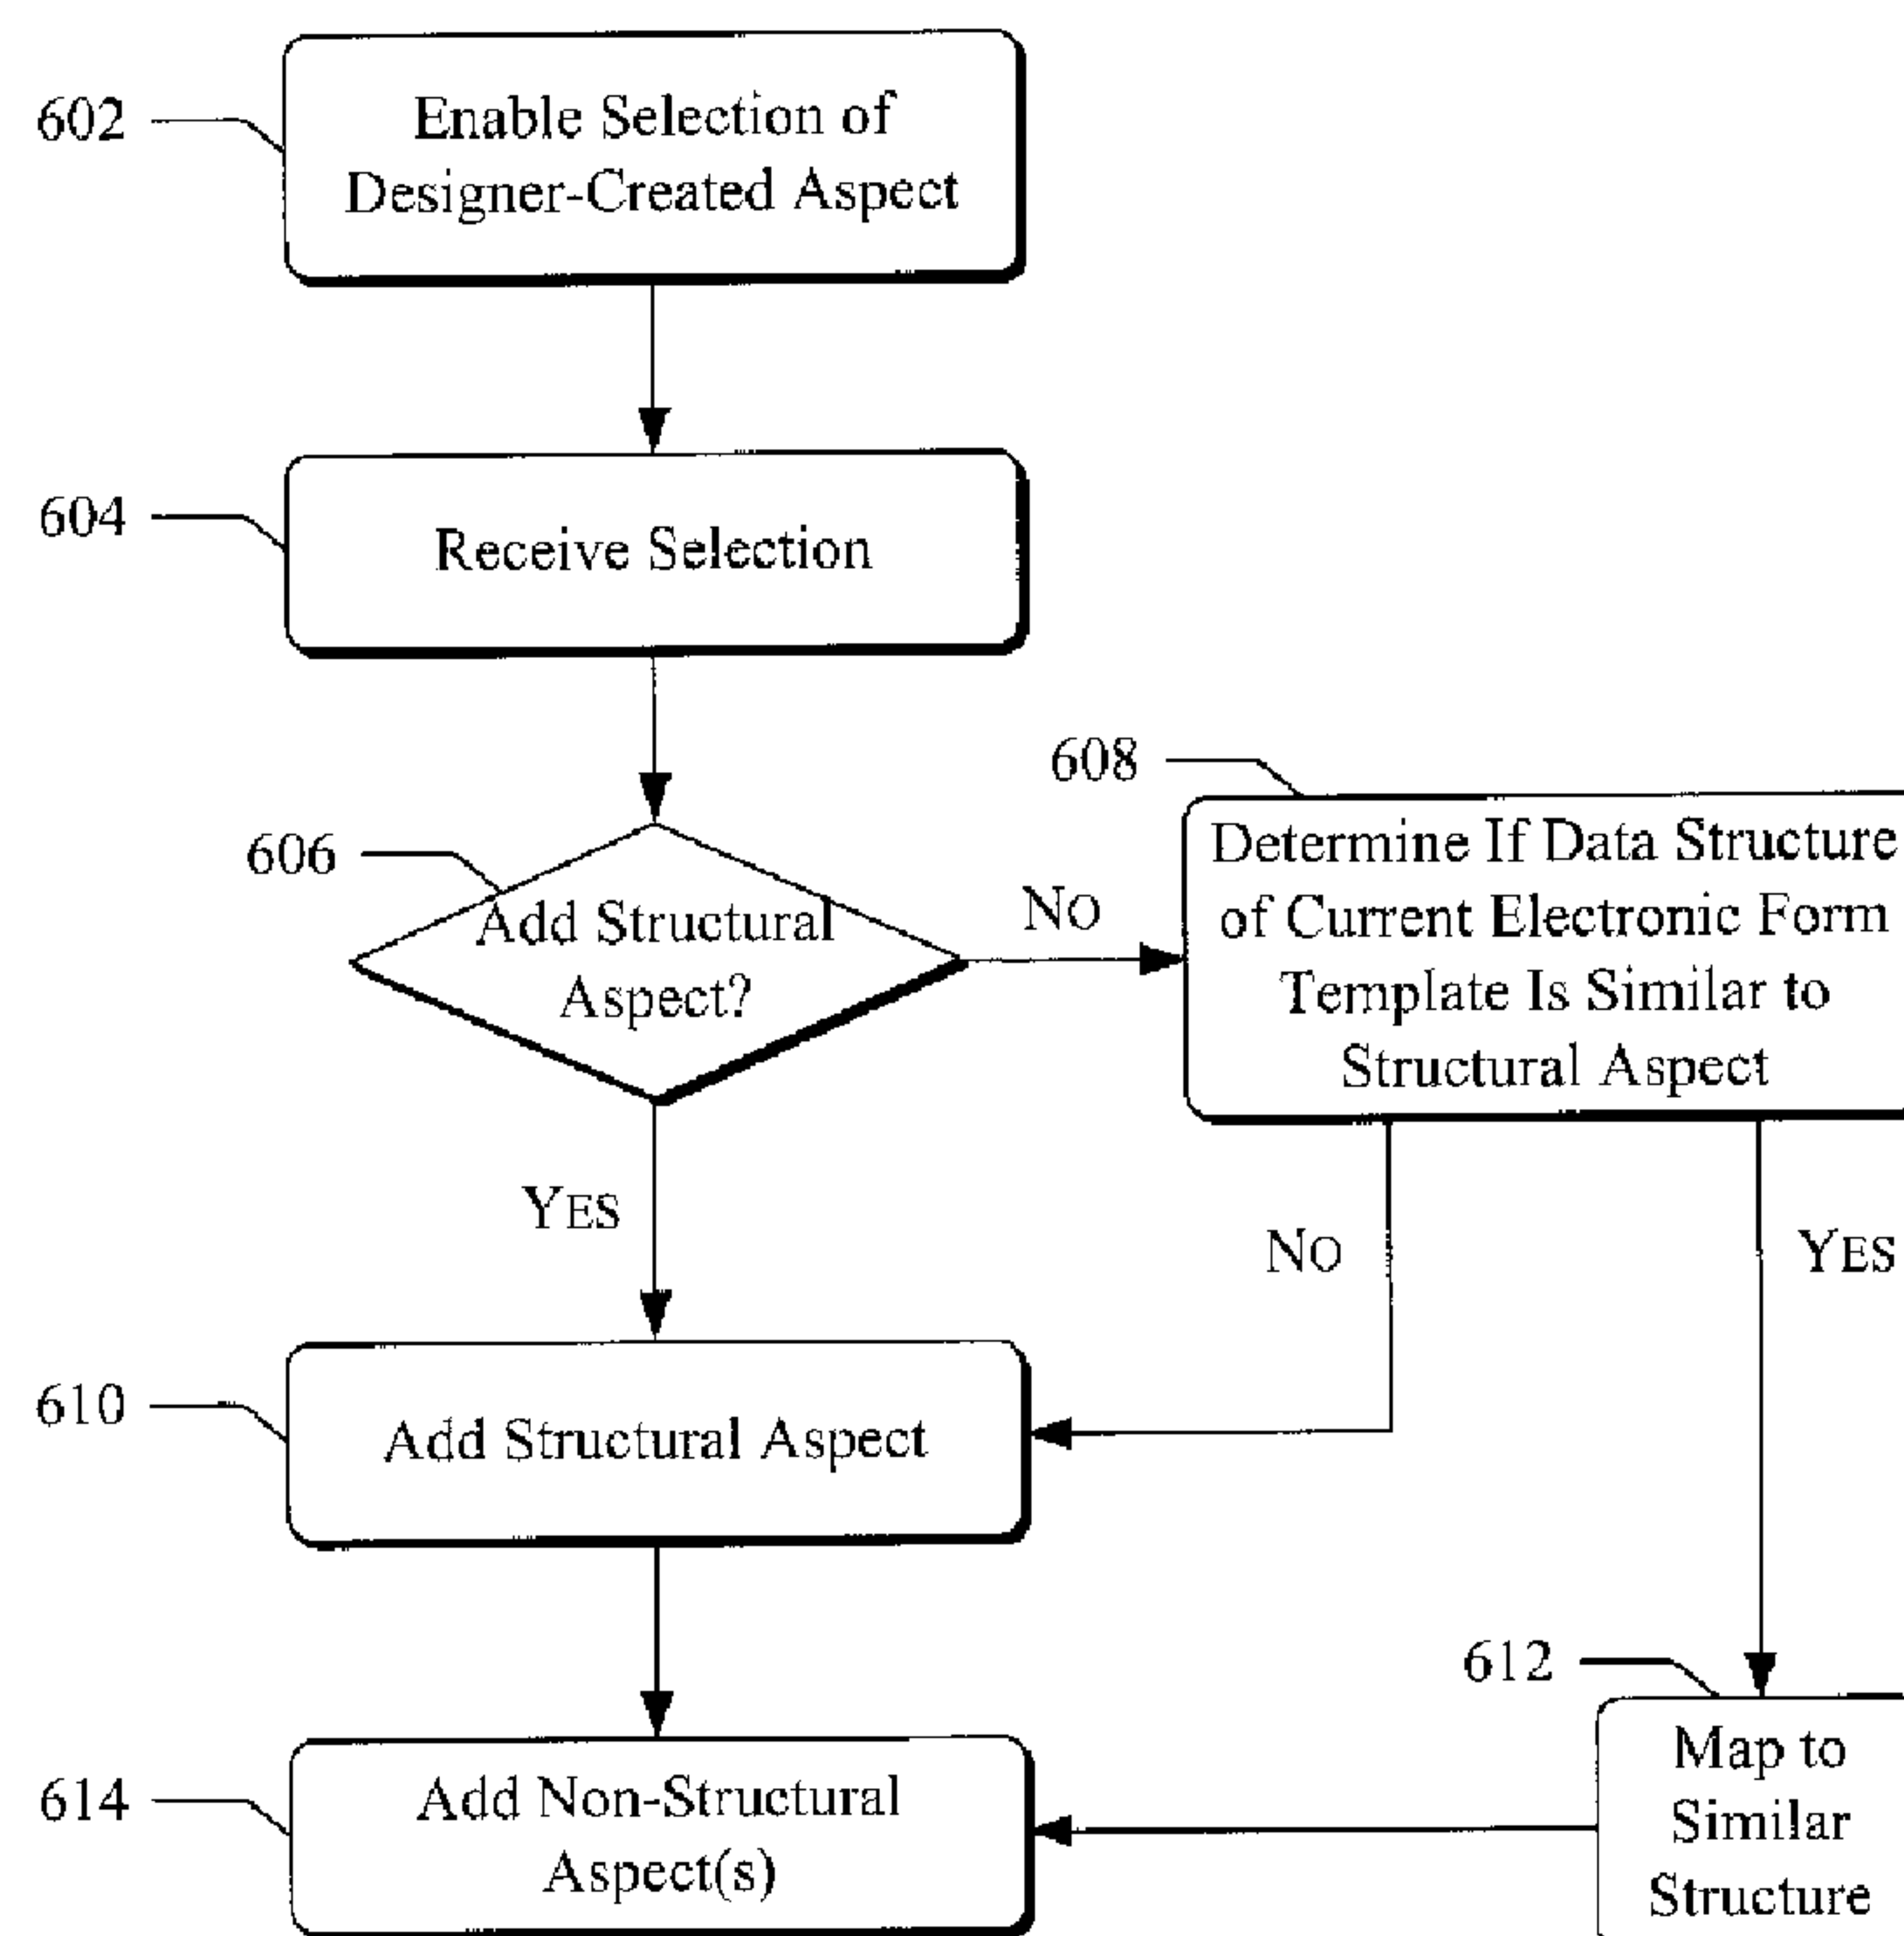 602
Enable Selection of
Designer-Created Aspect
604
Receive Selection
606
Add Structural
Aspect?
NO
608
Determine If Data Structure
of Current Electronic Form
Template Is Similar to
Structural Aspect
YES
NO
YES
610
Add Structural Aspect
612
Map to
Similar
Structure
614
Add Non-Structural
Aspect(s)